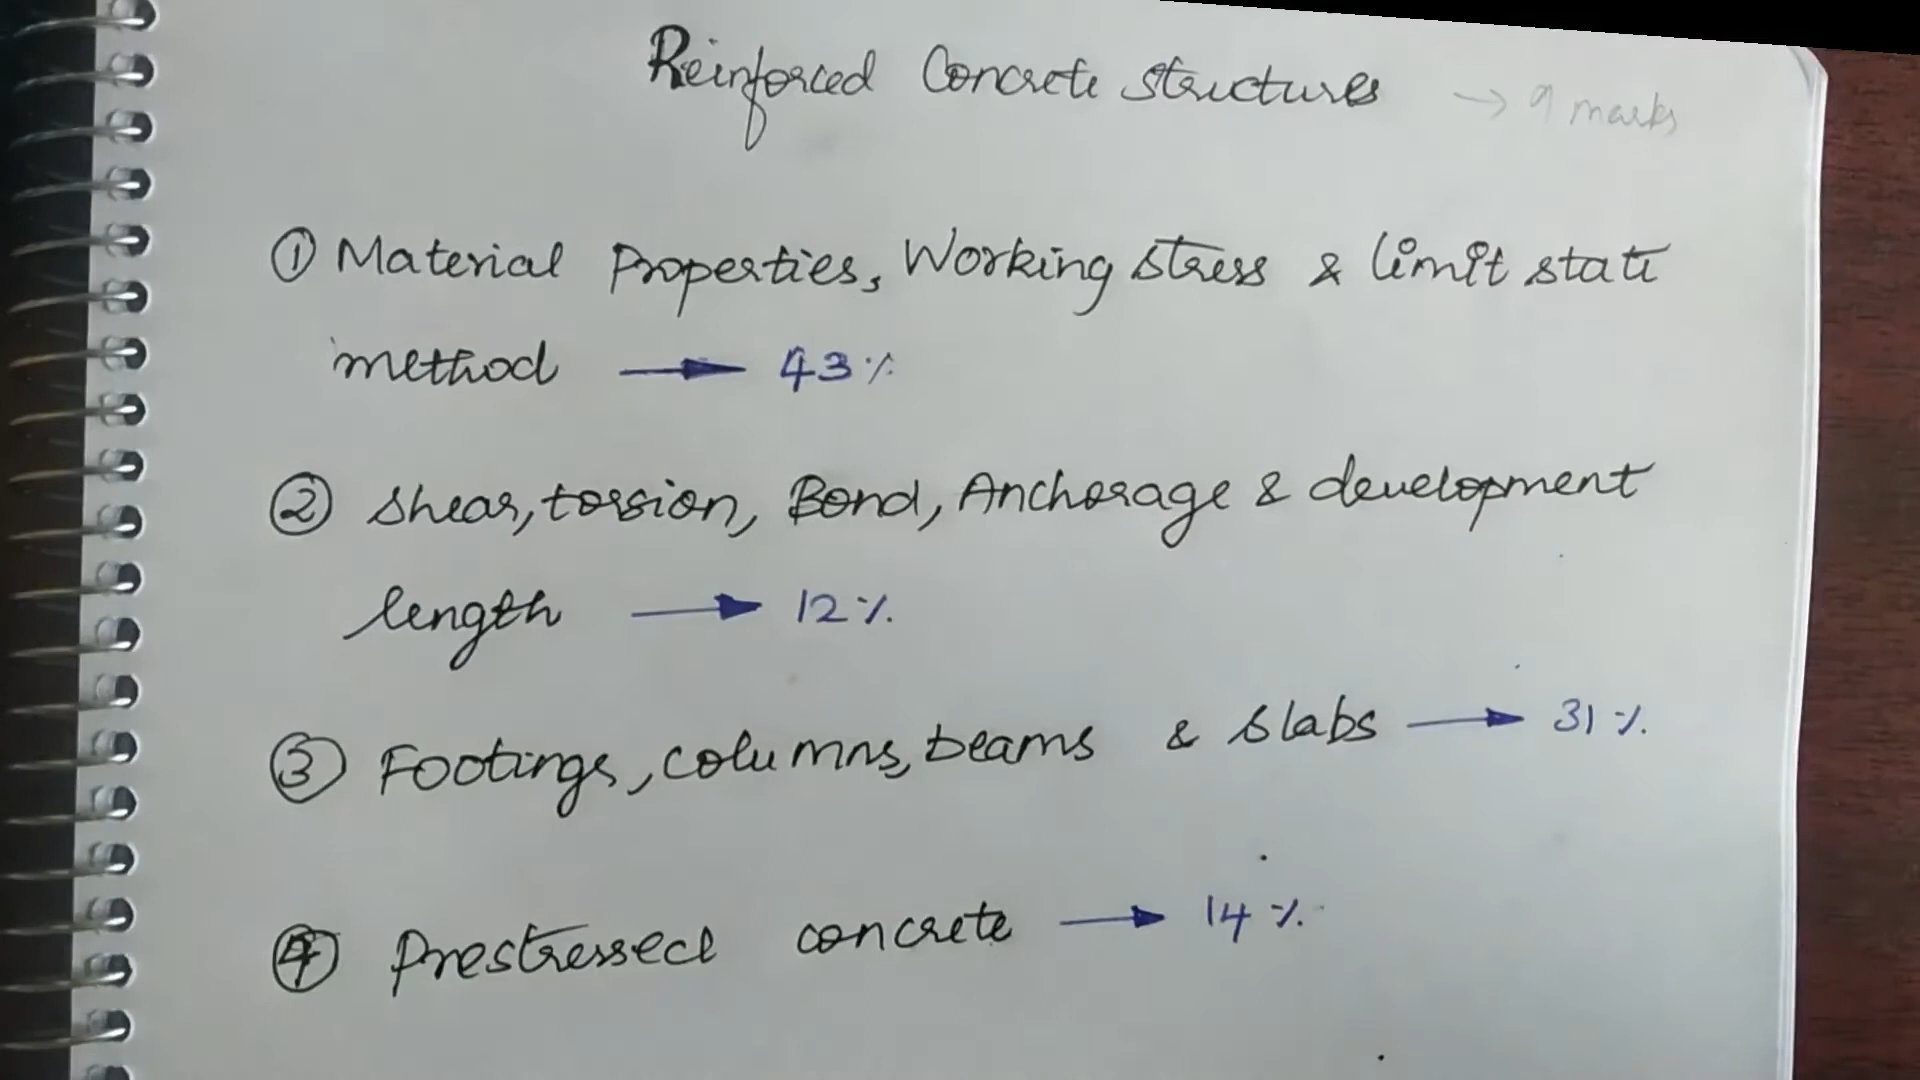 Reinforced Concrete structures → 9 marks
① Material Properties, Working stress & limit state
method → 43%
② shear, torsion, Bond, Anchorage & development
length → 12%
③ Footings, columns, beams & slabs → 31%
④ Prestressed concrete → 14%